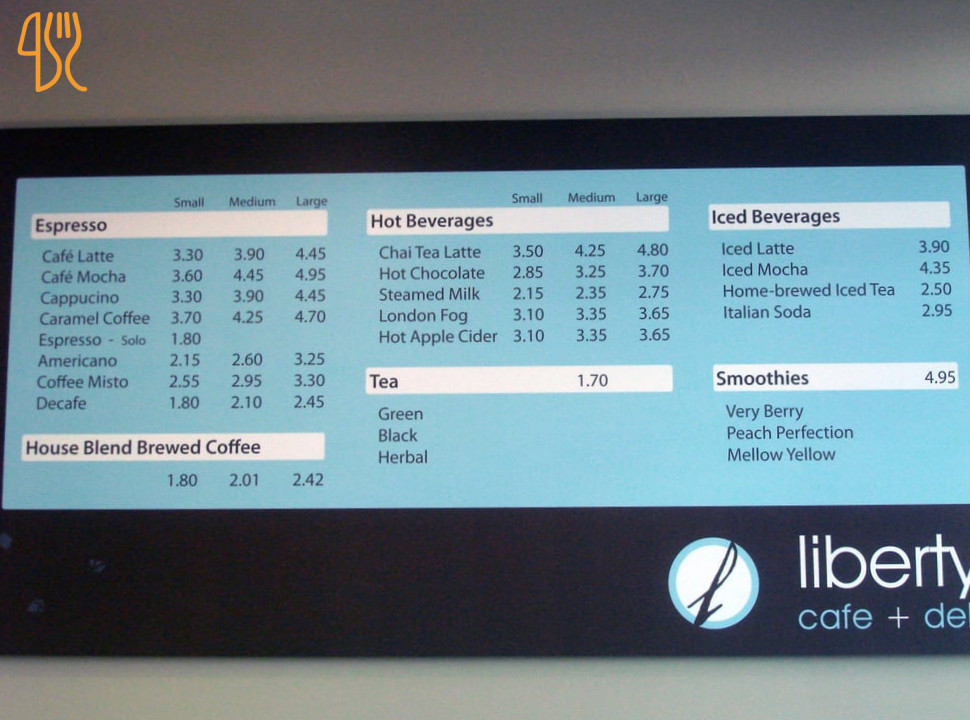 Small Medium Large
Espresso
Café Latte 3.30 3.90 4.45
Café Mocha 3.60 4.45 4.95
Cappucino 3.30 3.90 4.45
Caramel Coffee 3.70 4.25 4.70
Espresso - Solo 1.80
Americano 2.15 2.60 3.25
Coffee Misto 2.55 2.95 3.30
Decafe 1.80 2.10 2.45
House Blend Brewed Coffee
1.80 2.01 2.42
Small Medium Large
Hot Beverages
Chai Tea Latte 3.50 4.25 4.80
Hot Chocolate 2.85 3.25 3.70
Steamed Milk 2.15 2.35 2.75
London Fog 3.10 3.35 3.65
Hot Apple Cider 3.10 3.35 3.65
Tea 1.70
Green
Black
Herbal
Iced Beverages
Iced Latte 3.90
Iced Mocha 4.35
Home-brewed Iced Tea 2.50
Italian Soda 2.95
Smoothies 4.95
Very Berry
Peach Perfection
Mellow Yellow
liberty
cafe + del